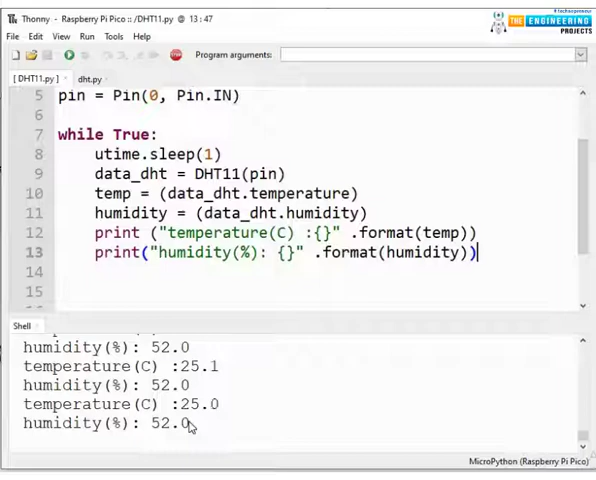 #technopreneur
Thonny - Raspberry Pi Pico :: /DHT11.py @ 13 : 47
THE ENGINEERING
PROJECTS
File Edit View Run Tools Help
Program arguments:
[ DHT11.py ] × dht.py ×
5 pin = Pin(0, Pin.IN)
6
7 while True:
8 utime.sleep(1)
9 data_dht = DHT11(pin)
10 temp = (data_dht.temperature)
11 humidity = (data_dht.humidity)
12 print ("temperature(C) :{}" .format(temp))
13 print("humidity(%): {}" .format(humidity))
14
15
Shell ×
humidity(%): 52.0
temperature(C) :25.1
humidity(%): 52.0
temperature(C) :25.0
humidity(%): 52.0
MicroPython (Raspberry Pi Pico)